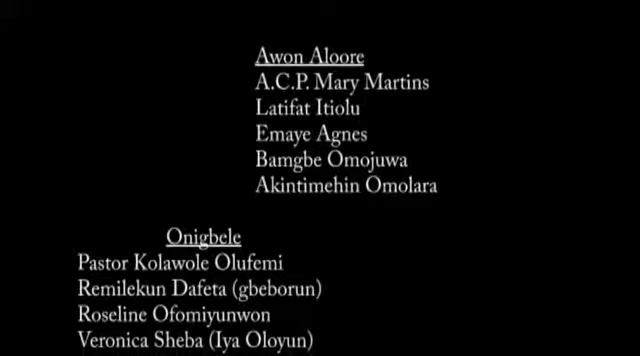 Awon Aloore
A.C.P. Mary Martins
Latifat Itiolu
Emaye Agnes
Bamgbe Omojuwa
Akintimehin Omolara
Onigbele
Pastor Kolawole Olufemi
Remilekun Dafeta (gbeborun)
Roseline Ofomiyunwon
Veronica Sheba (Iya Oloyun)